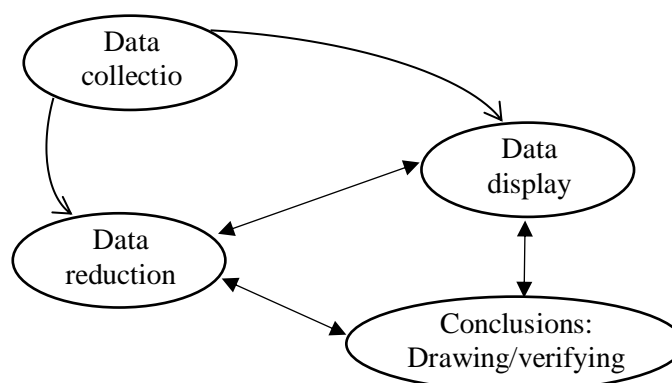 Data
collectio
Data
display
Data
reduction
Conclusions:
Drawing/verifying